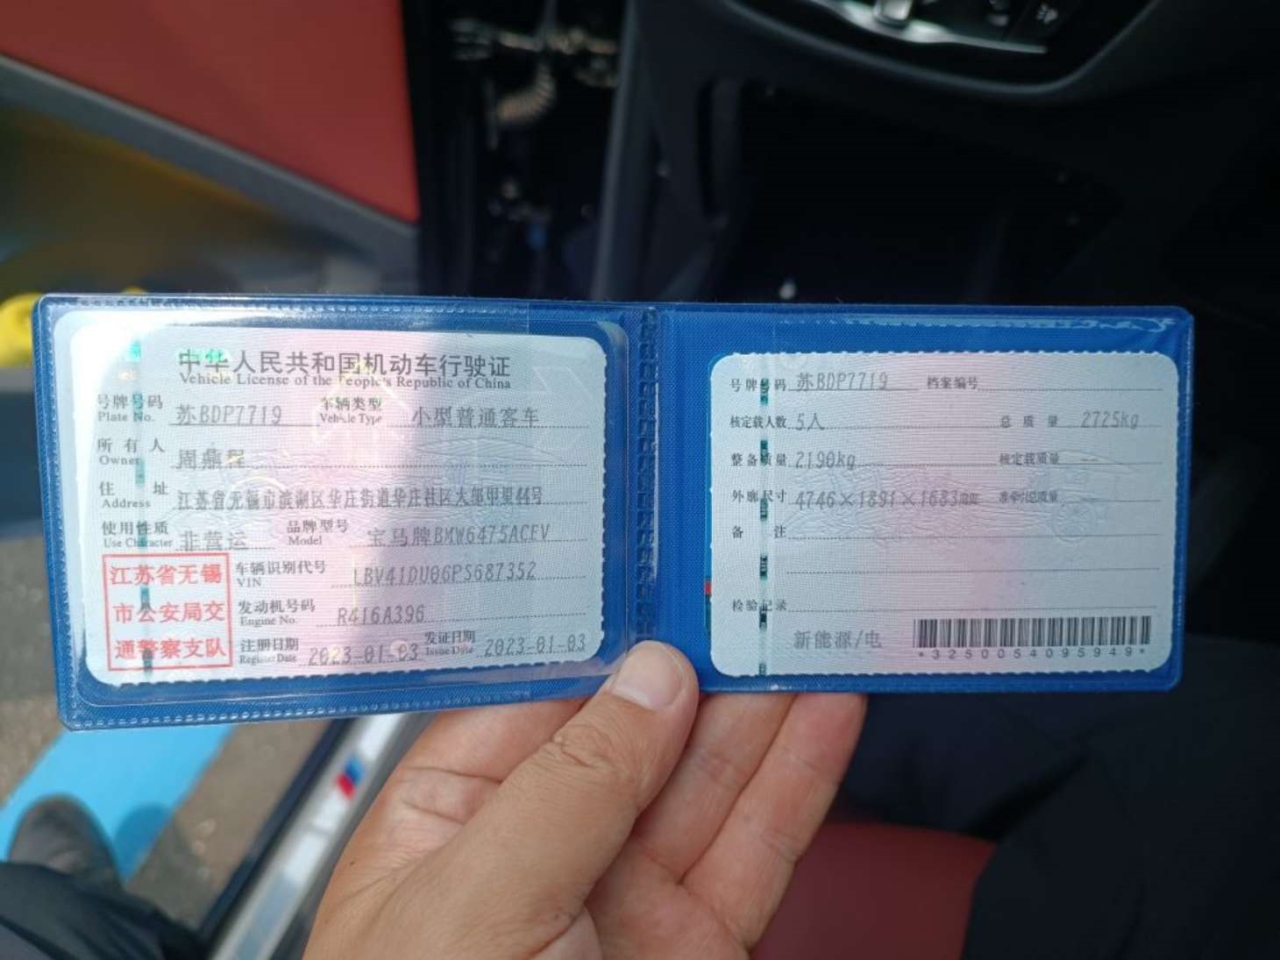 中华人民共和国机动车行驶证
Vehicle License of the People's Republic of China
号牌号码 苏BDP7719 车辆类型 小型普通客车
Plate No. Vehicle Type
所有人 周鼎程
Owner
住址 江苏省无锡市滨湖区华庄街道华庄社区大邬甲巷44号
Address
使用性质 非营运 品牌型号 宝马牌BMW6475ACEV
Use Character Model
江苏省无锡
市公安局交
通警察支队
车辆识别代号 LBV41DU06PS687352
VIN
发动机号码 R416A396
Engine No.
注册日期 2023-01-03 发证日期 2023-01-03
Register Date Issue Date
号牌号码 苏BDP7719 档案编号
核定载人数 5人 总质量 2725kg
整备质量 2190kg 核定载质量 --
外廓尺寸 4746×1891×1683mm 准牵引总质量
备注
检验记录
新能源/电
*3250054095949*